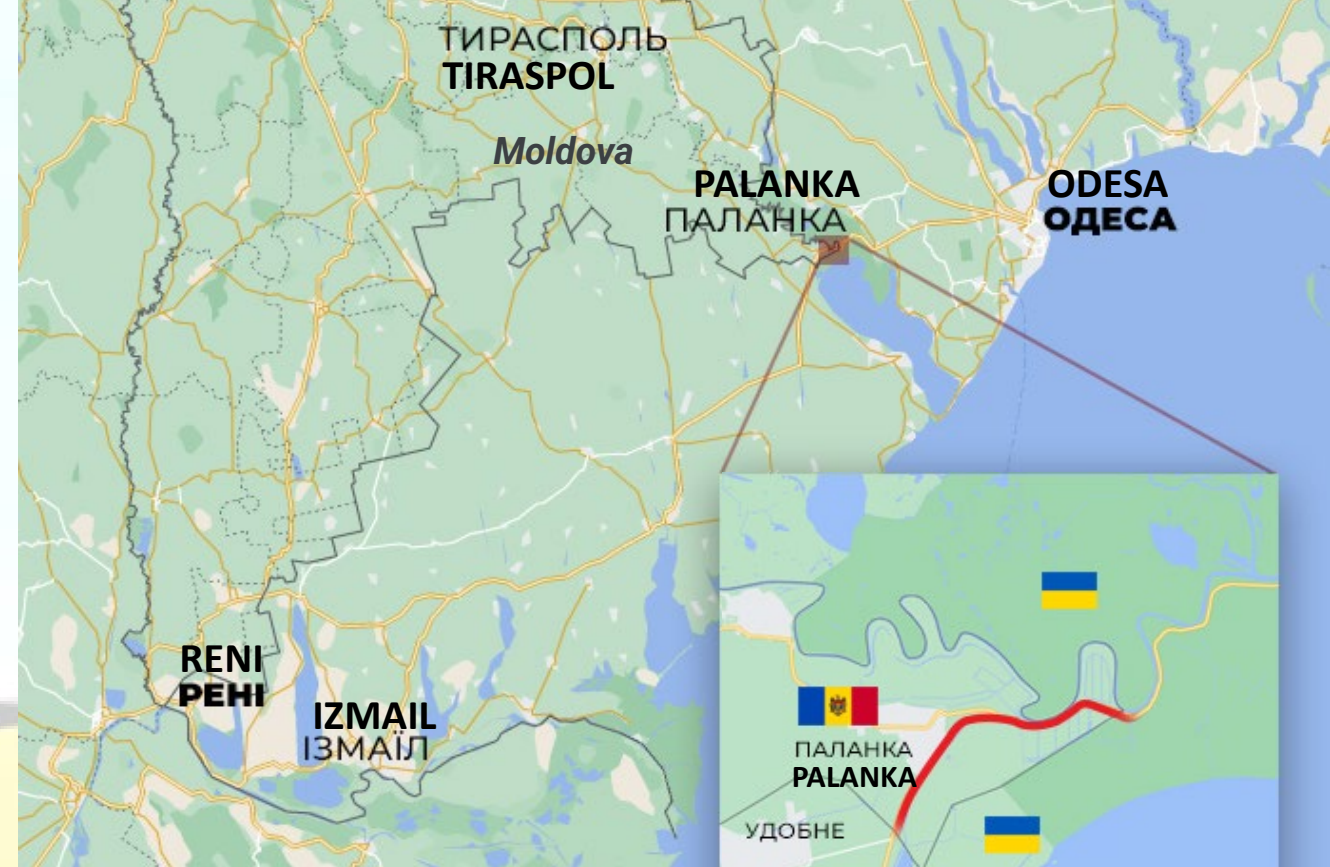 ТИРАСПОЛЬ
TIRASPOL
Moldova
PALANKA
ПАЛАНКА
ODESA
ОДЕСА
RENI
РЕНІ
IZMAIL
ІЗМАЇЛ
ПАЛАНКА
PALANKA
УДОБНЕ